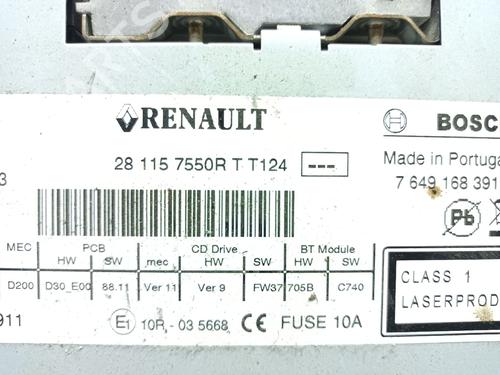 RENAULT
BOSCH
28 115 7550R T T124 ---
Made in Portugal
3
7 649 168 391
Pb
MEC PCB CD Drive BT Module
HW SW mec HW SW HW SW
D200 D30_E00 88.11 Ver 11 Ver 9 FW37 705B C740
CLASS 1
LASERPROD
911
E1 10R - 03 5668 CE FUSE 10A